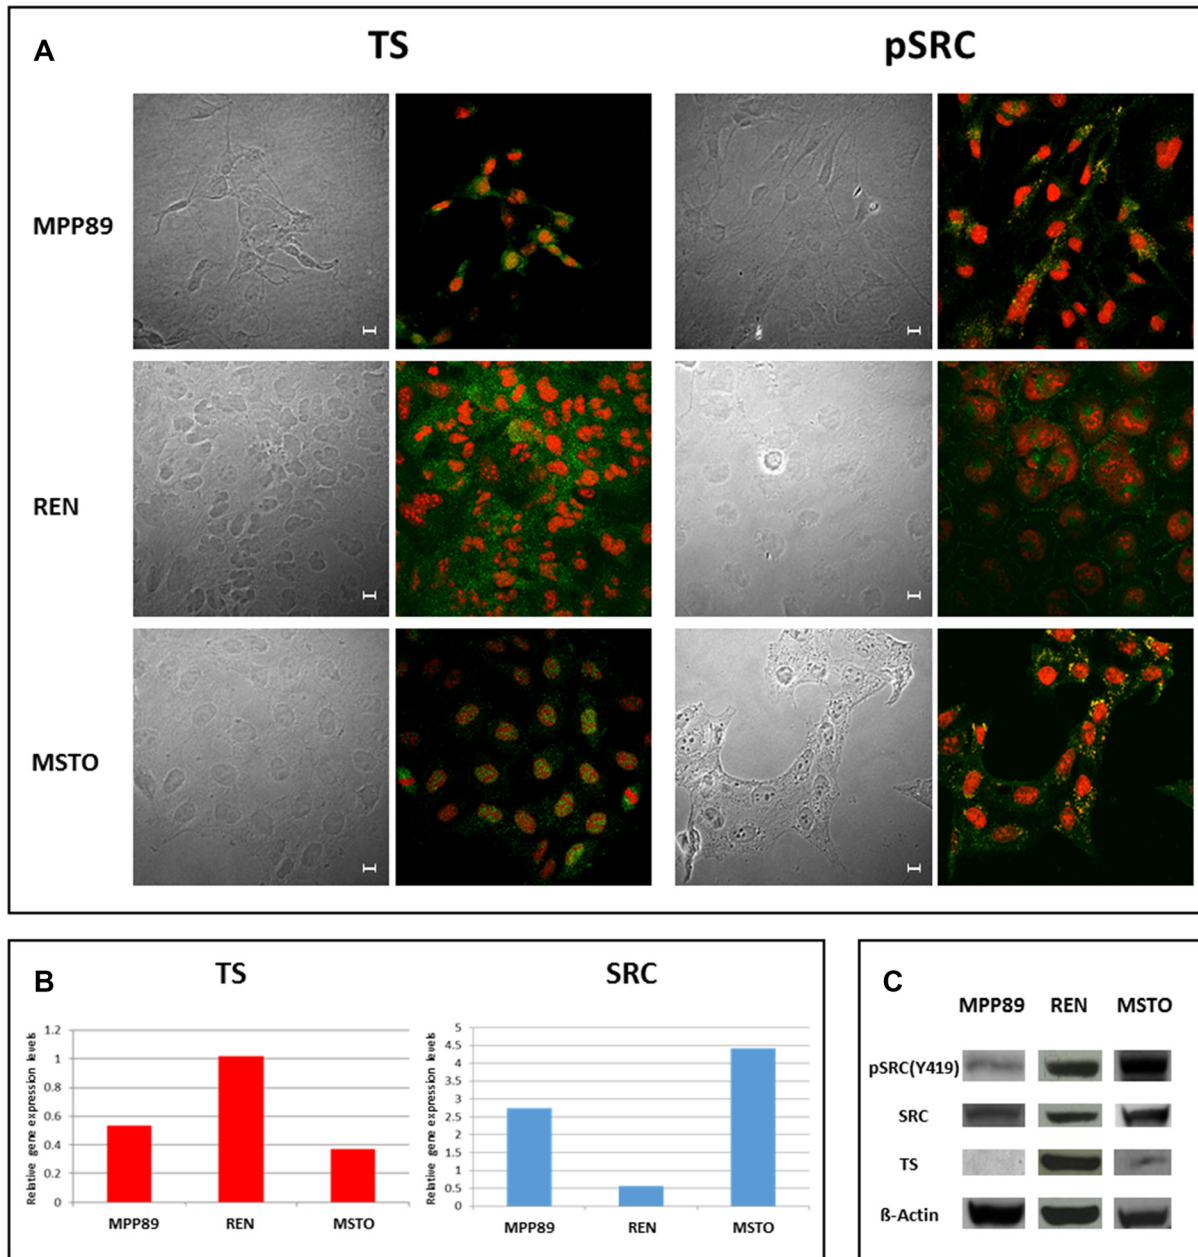 A
TS
pSRC
MPP89
REN
MSTO
B
TS
SRC
Relative gene expression levels
1.2
1
0.8
0.6
0.4
0.2
0
MPP89 REN MSTO
Relative gene expression levels
5
4.5
4
3.5
3
2.5
2
1.5
1
0.5
0
MPP89 REN MSTO
C
MPP89 REN MSTO
pSRC(Y419)
SRC
TS
ß-Actin